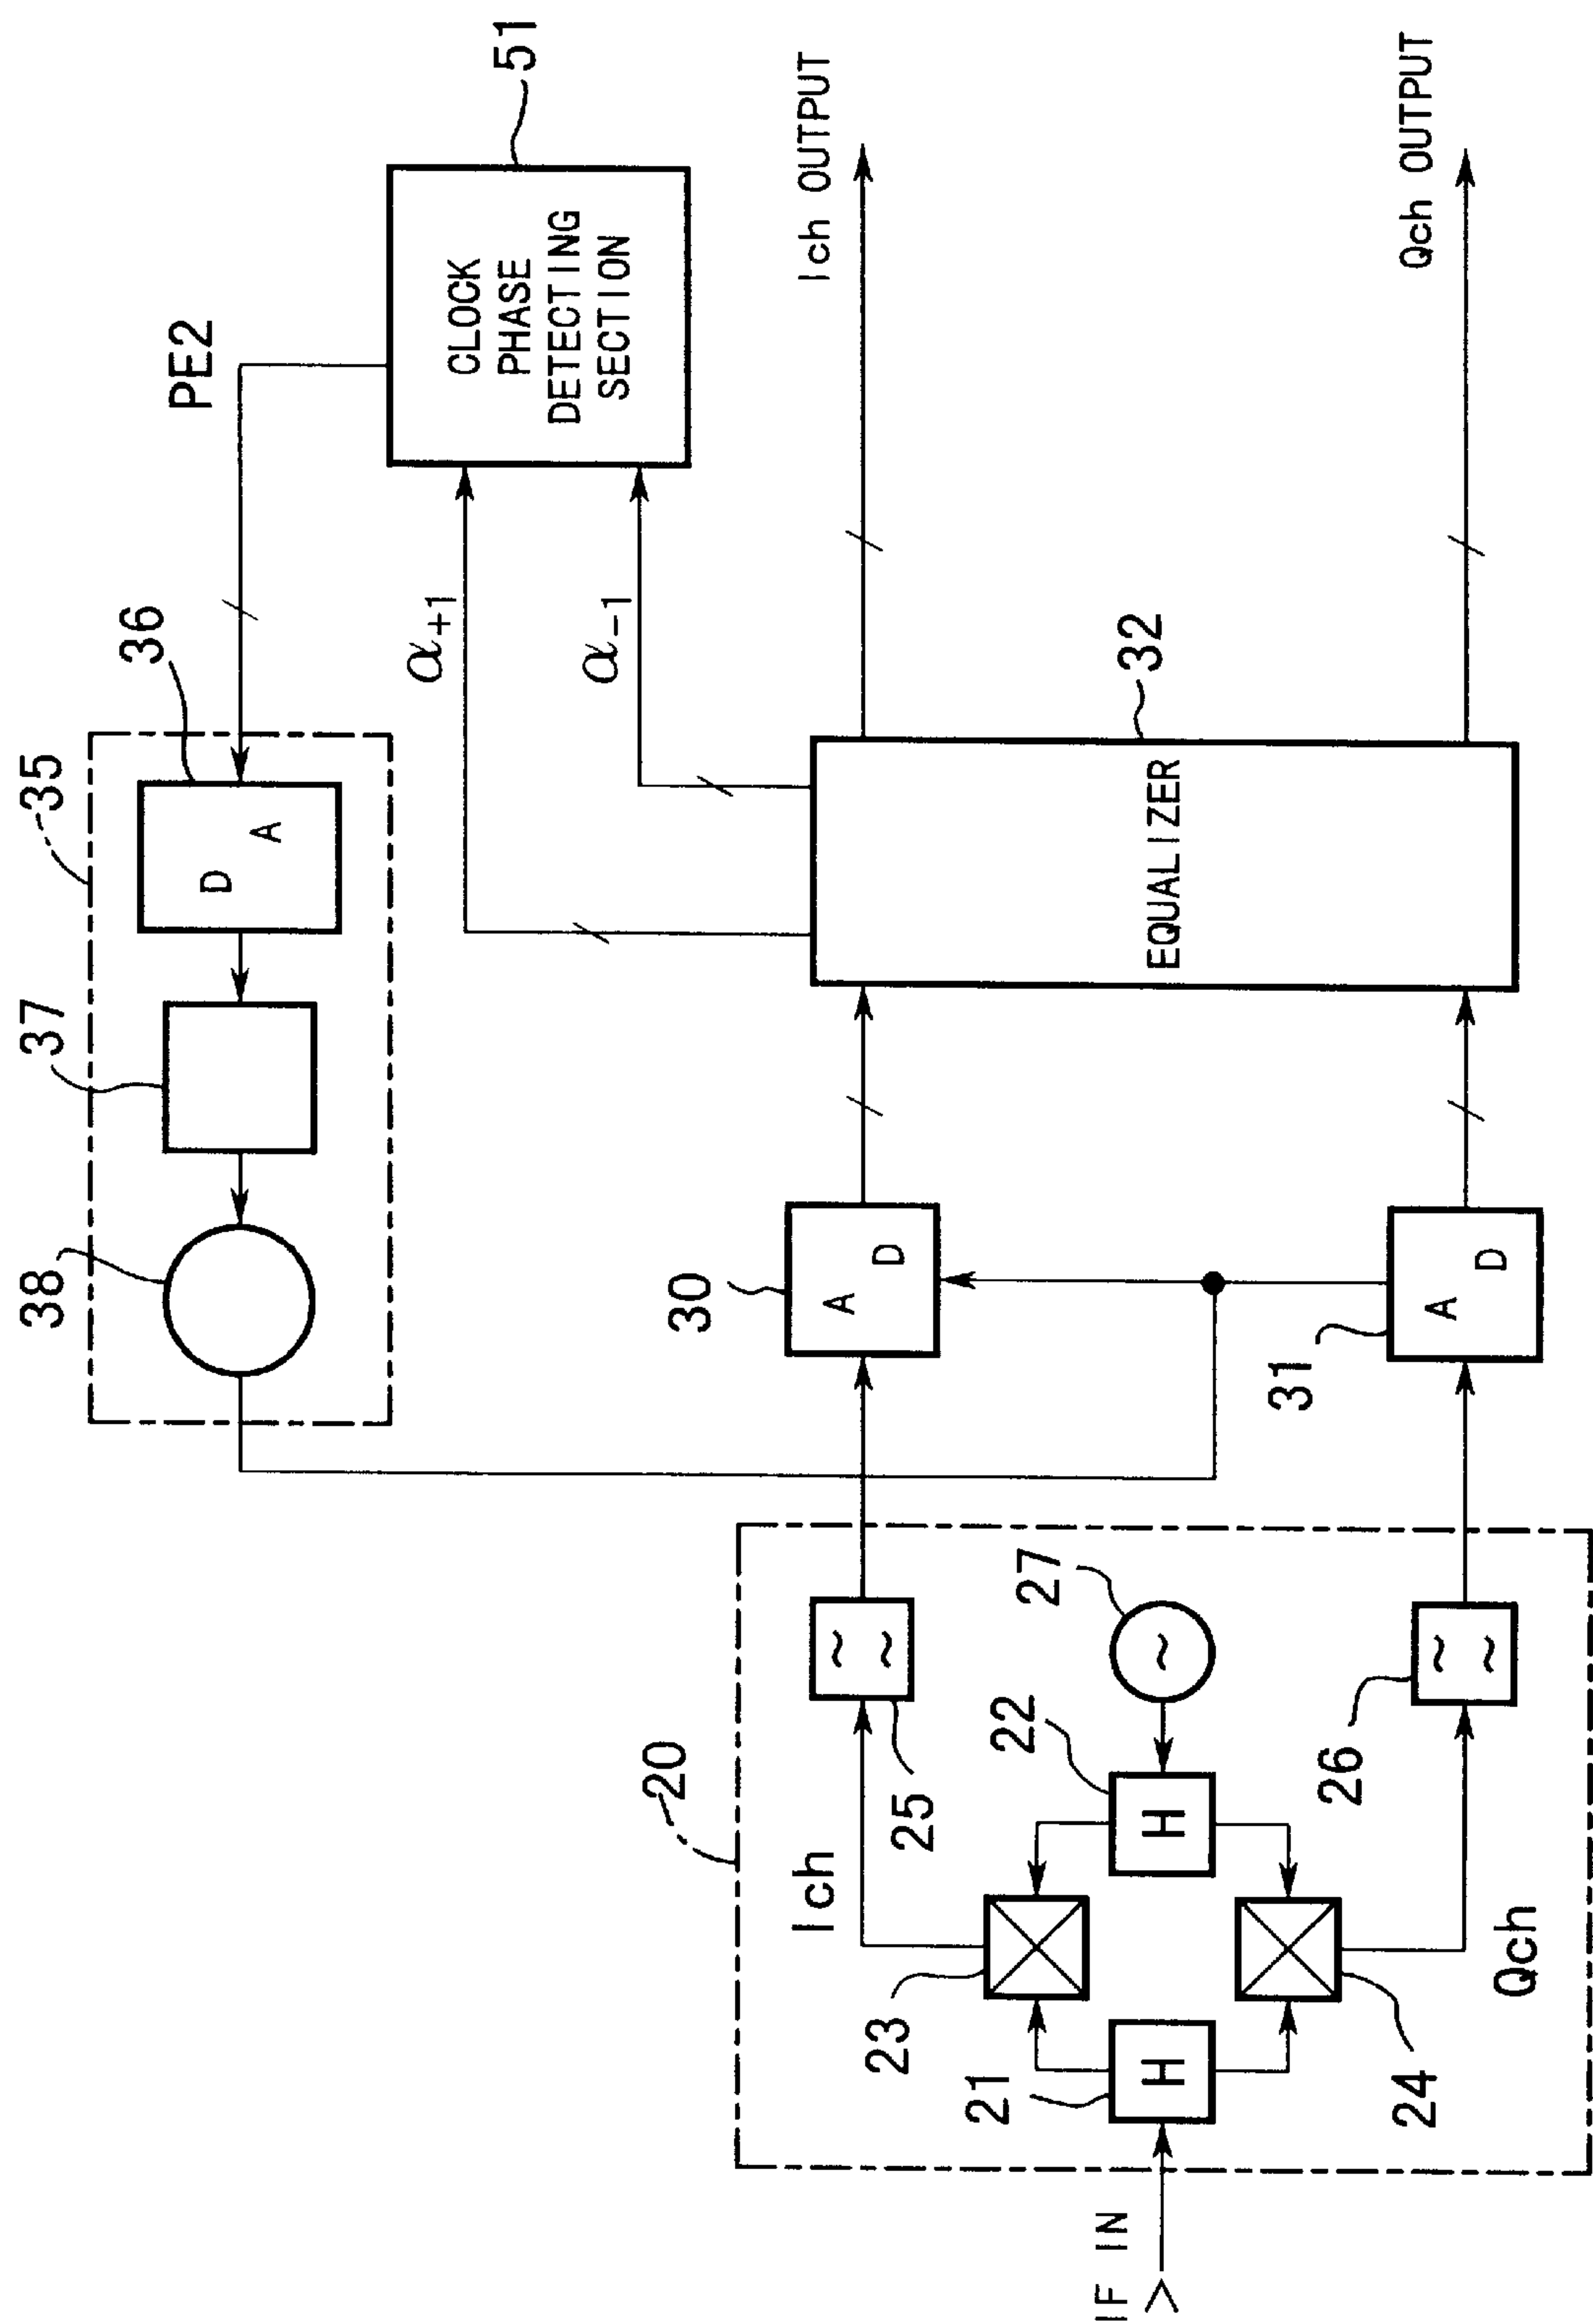 35
36
37
38
PE2
51
CLOCK
PHASE
DETECTING
SECTION
D
A
α+1
α−1
Ich OUTPUT
Qch OUTPUT
32
EQUALIZER
30
A
D
31
A
D
20
Ich
25
27
22
H
23
21
H
24
26
Qch
IF IN